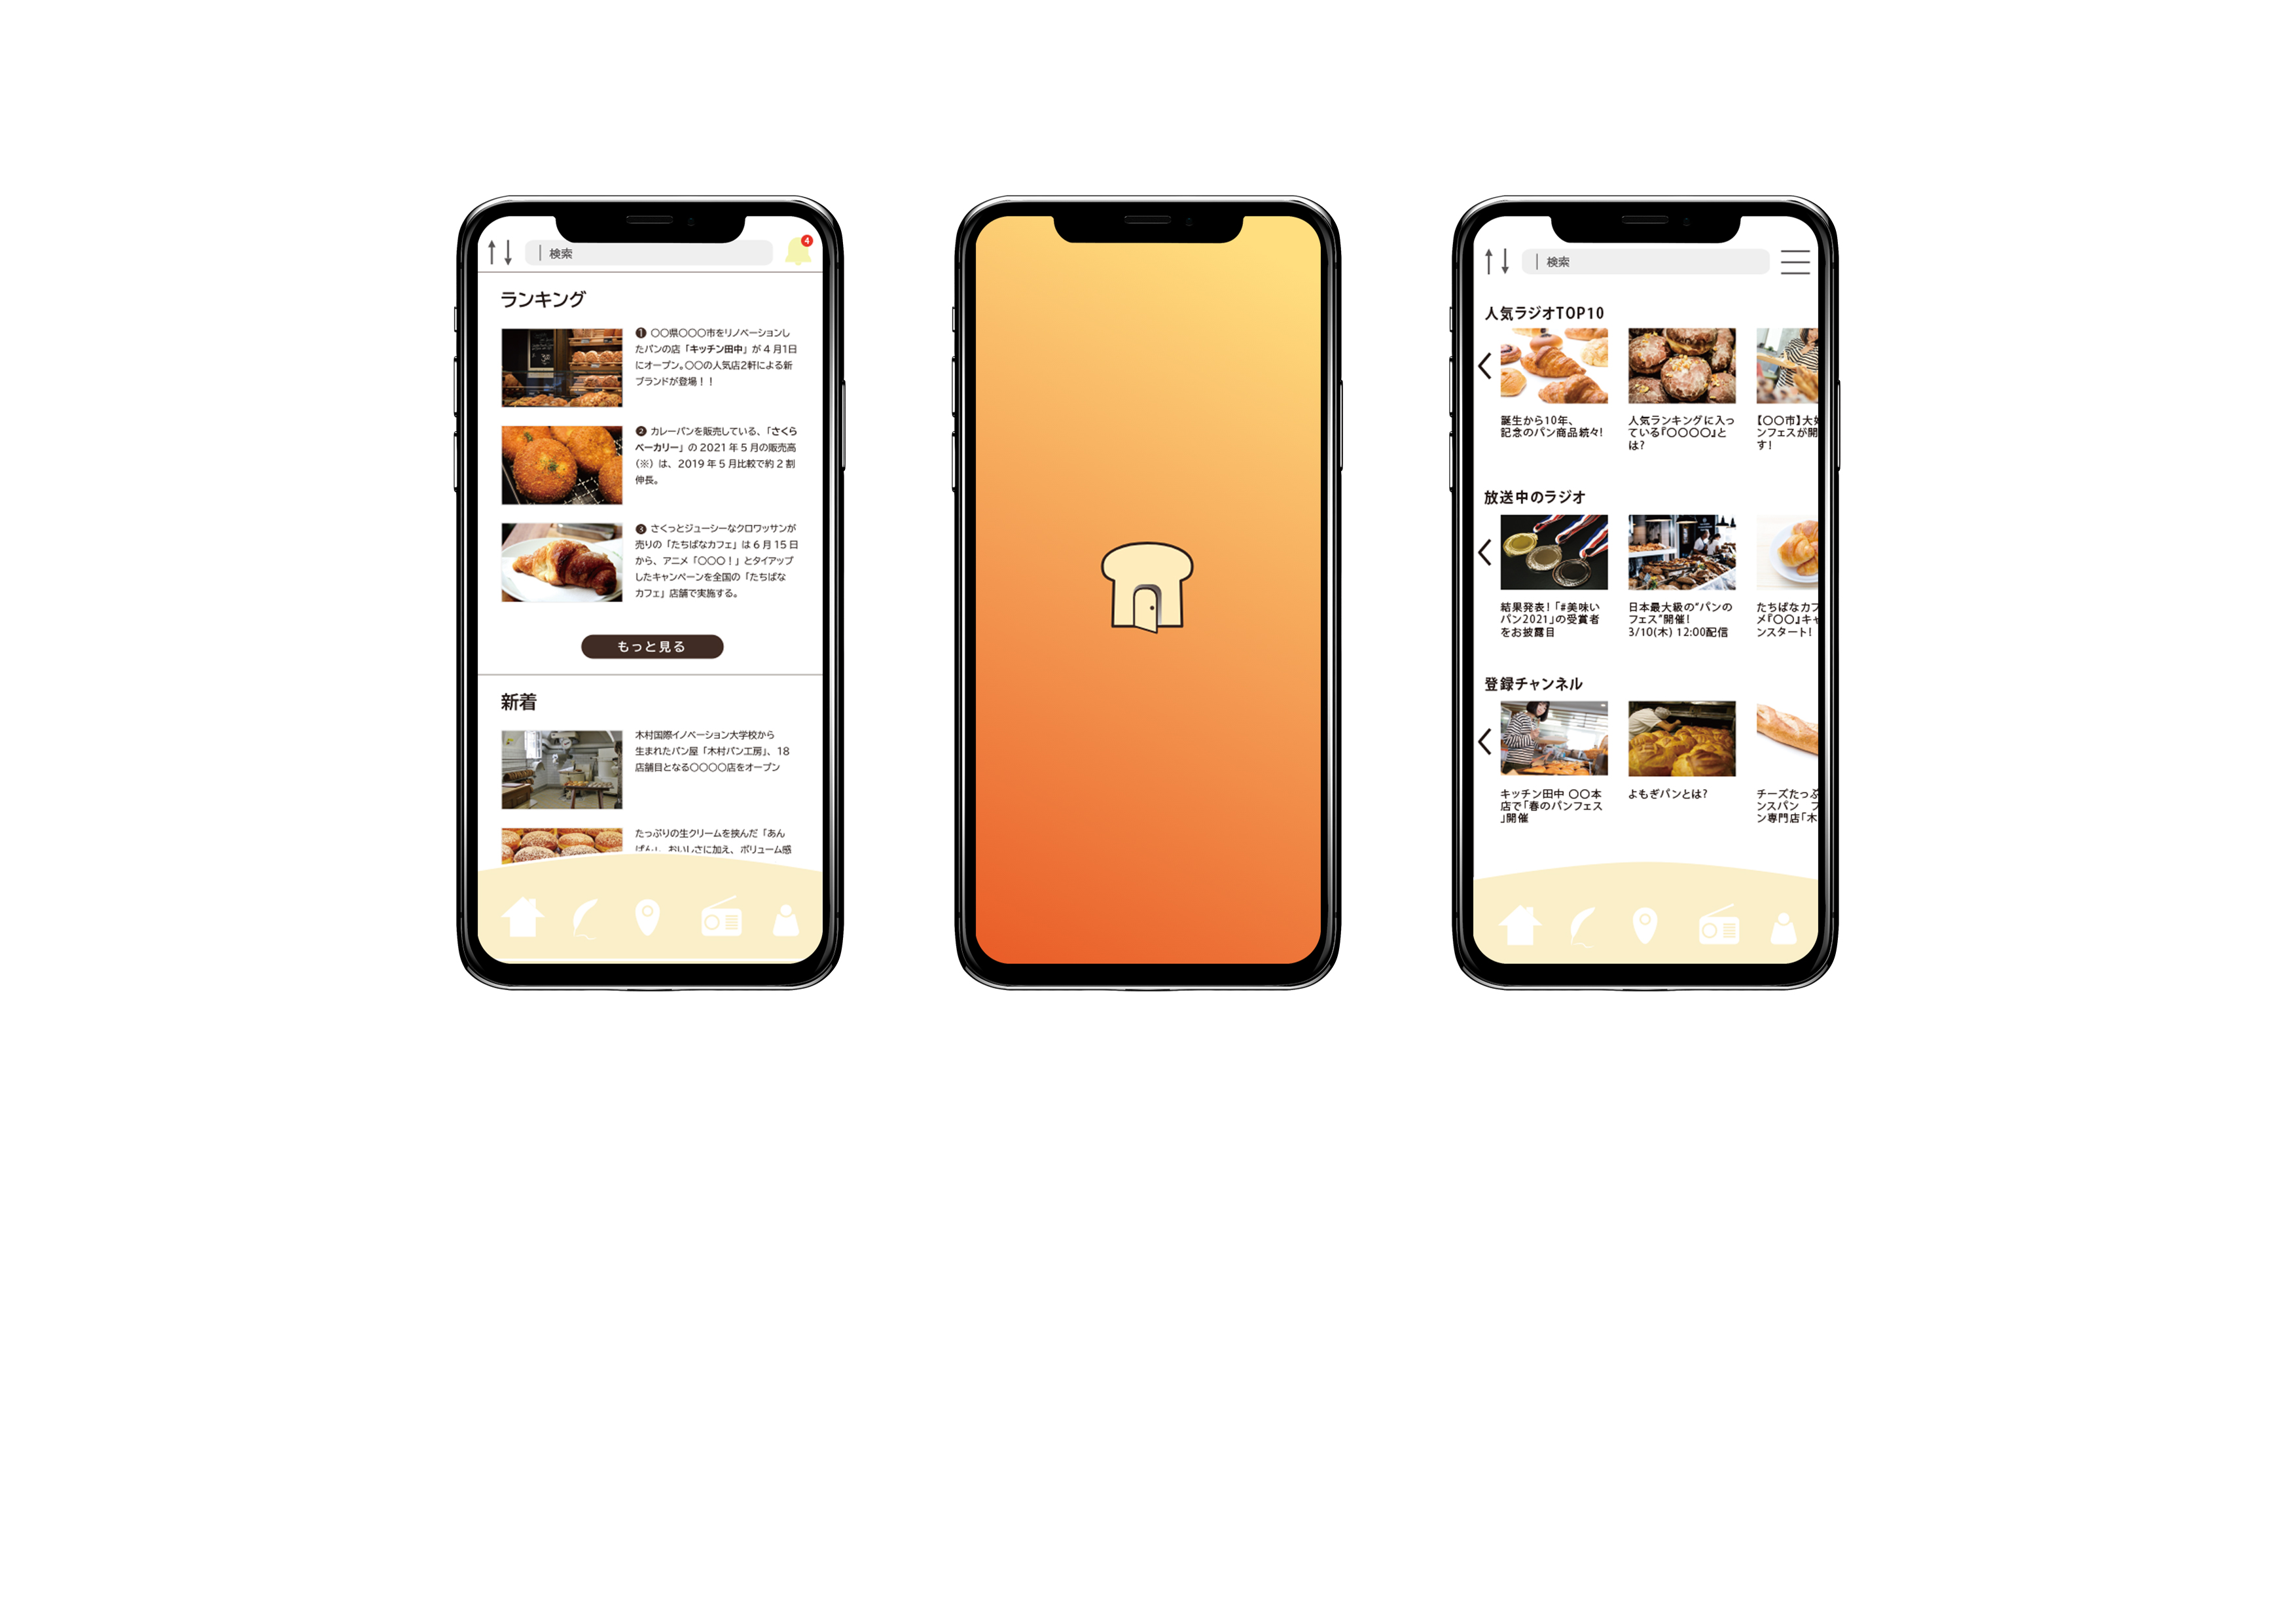 検索
4
ランキング
❶ 〇〇県〇〇〇市をリノベーションし
たパンの店「キッチン田中」が4月1日
にオープン。〇〇の人気店2軒による新
ブランドが登場！！
❷ カレーパンを販売している、「さくら
ベーカリー」の 2021 年 5 月の販売高
（※）は、2019 年 5 月比較で約 2 割
伸長。
❸ さくっとジューシーなクロワッサンが
売りの「たちばなカフェ」は 6 月 15 日
から、アニメ「〇〇〇！」とタイアップ
したキャンペーンを全国の「たちばな
カフェ」店舗で実施する。
もっと見る
新着
木村国際イノベーション大学校から
生まれたパン屋「木村パン工房」、18
店舗目となる〇〇〇〇店をオープン
たっぷりの生クリームを挟んだ「あん
ぱん」。おいしさに加え、ボリューム感
検索
人気ラジオTOP10
誕生から10年、
記念のパン商品続々！
人気ランキングに入っ
ている『〇〇〇〇』と
は？
【〇〇市】大
ンフェスが開
す！
放送中のラジオ
結果発表！「#美味い
パン2021」の受賞者
をお披露目
日本最大級の“パンの
フェス”開催！
3/10(木) 12:00配信
たちばなカフ
メ『〇〇』キャ
ンスタート！
登録チャンネル
キッチン田中 〇〇本
店で「春のパンフェス
」開催
よもぎパンとは？
チーズたっぷ
ンスパン フ
ン専門店「木